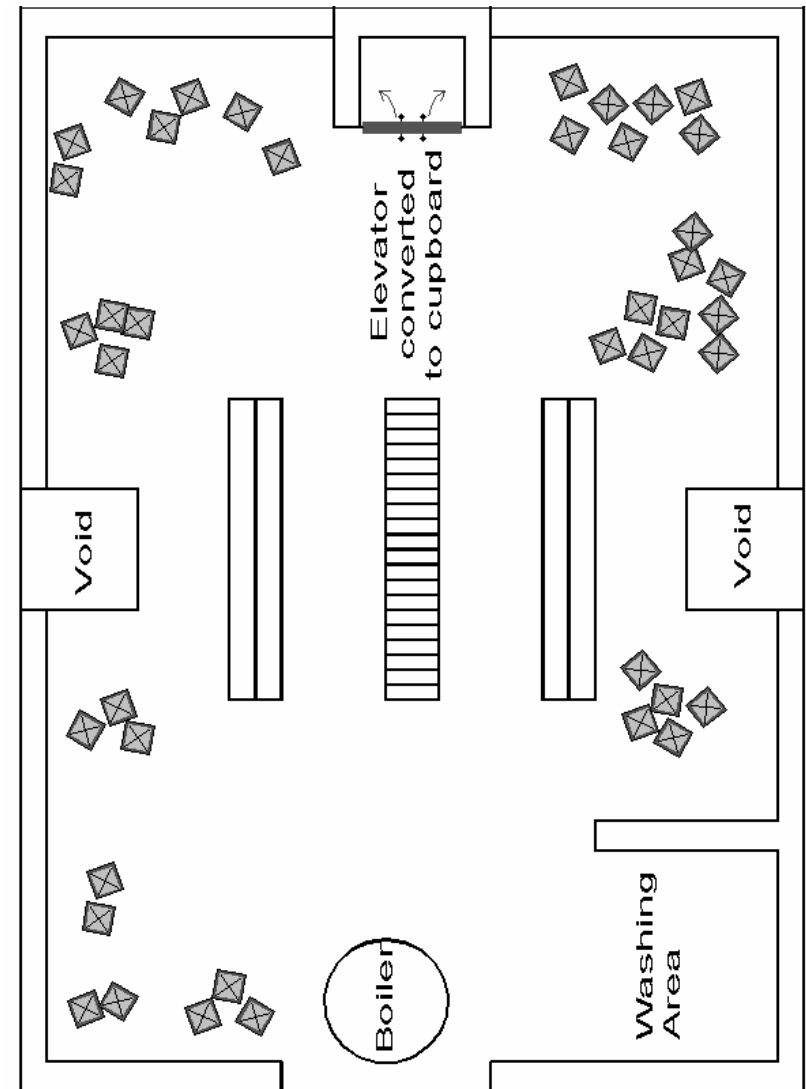 Elevator
converted
to cupboard
Void
Void
Boiler
Washing
Area